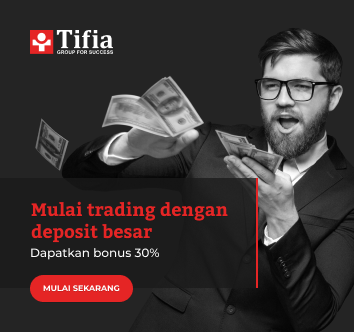 Tifia
GROUP FOR SUCCESS
Mulai trading dengan
deposit besar
Dapatkan bonus 30%
MULAI SEKARANG